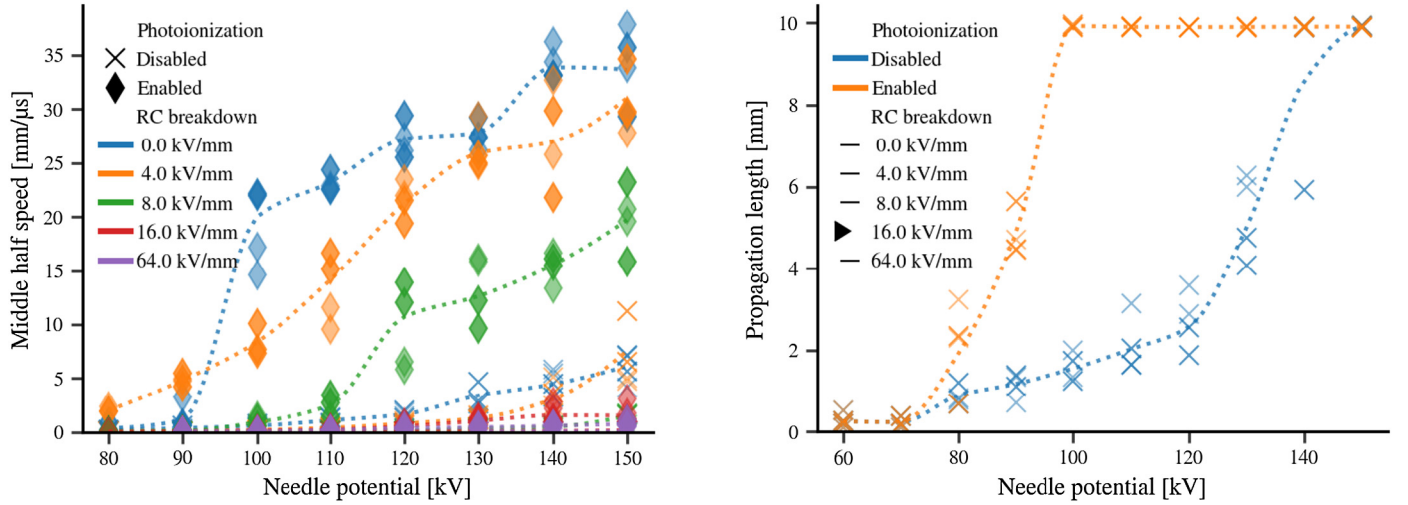 Photoionization
Disabled
Enabled
RC breakdown
0.0 kV/mm
4.0 kV/mm
8.0 kV/mm
16.0 kV/mm
64.0 kV/mm
Middle half speed [mm/µs]
35
30
25
20
15
10
5
0
80 90 100 110 120 130 140 150
Needle potential [kV]
Photoionization
Disabled
Enabled
RC breakdown
0.0 kV/mm
4.0 kV/mm
8.0 kV/mm
16.0 kV/mm
64.0 kV/mm
Propagation length [mm]
10
8
6
4
2
0
60 80 100 120 140
Needle potential [kV]